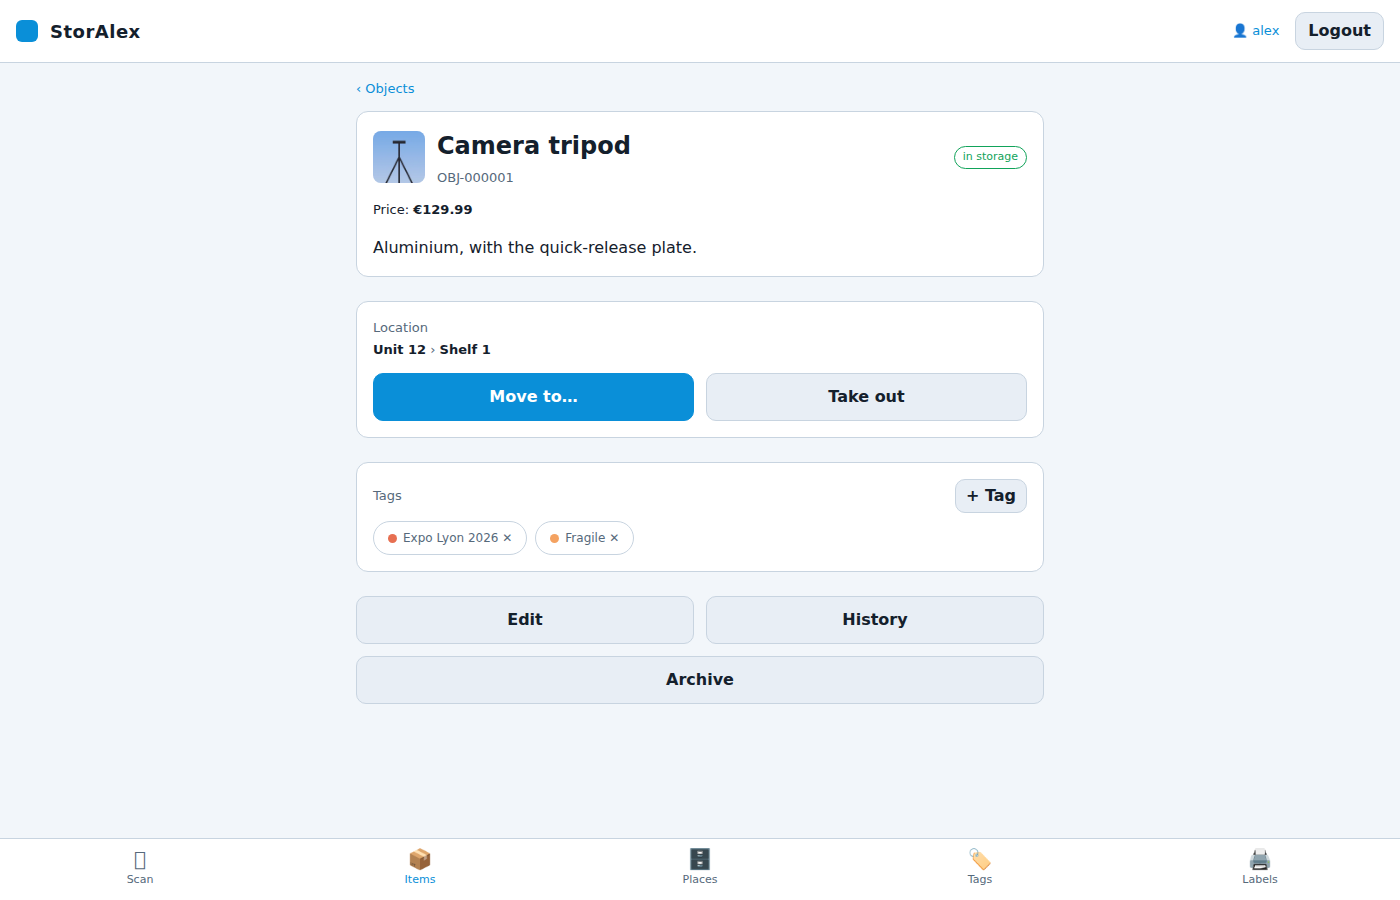 StorAlex
alex
Logout
‹ Objects
Camera tripod
OBJ-000001
in storage
Price: €129.99
Aluminium, with the quick-release plate.
Location
Unit 12 › Shelf 1
Move to…
Take out
Tags
+ Tag
Expo Lyon 2026 ✕
Fragile ✕
Edit
History
Archive
Scan
Items
Places
Tags
Labels